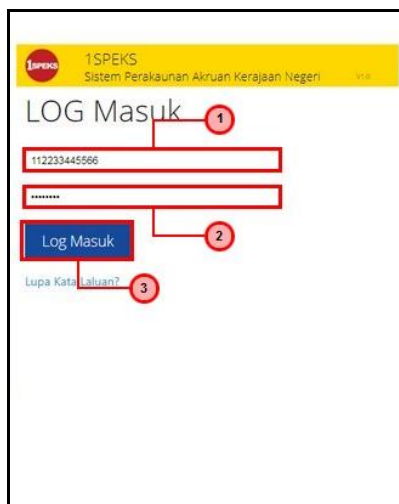 1SPEKS
1SPEKS
Sistem Perakaunan Akruan Kerajaan Negeri V1.0
LOG Masuk
1
112233445566
••••••••
2
Log Masuk
Lupa Kata Laluan?
3